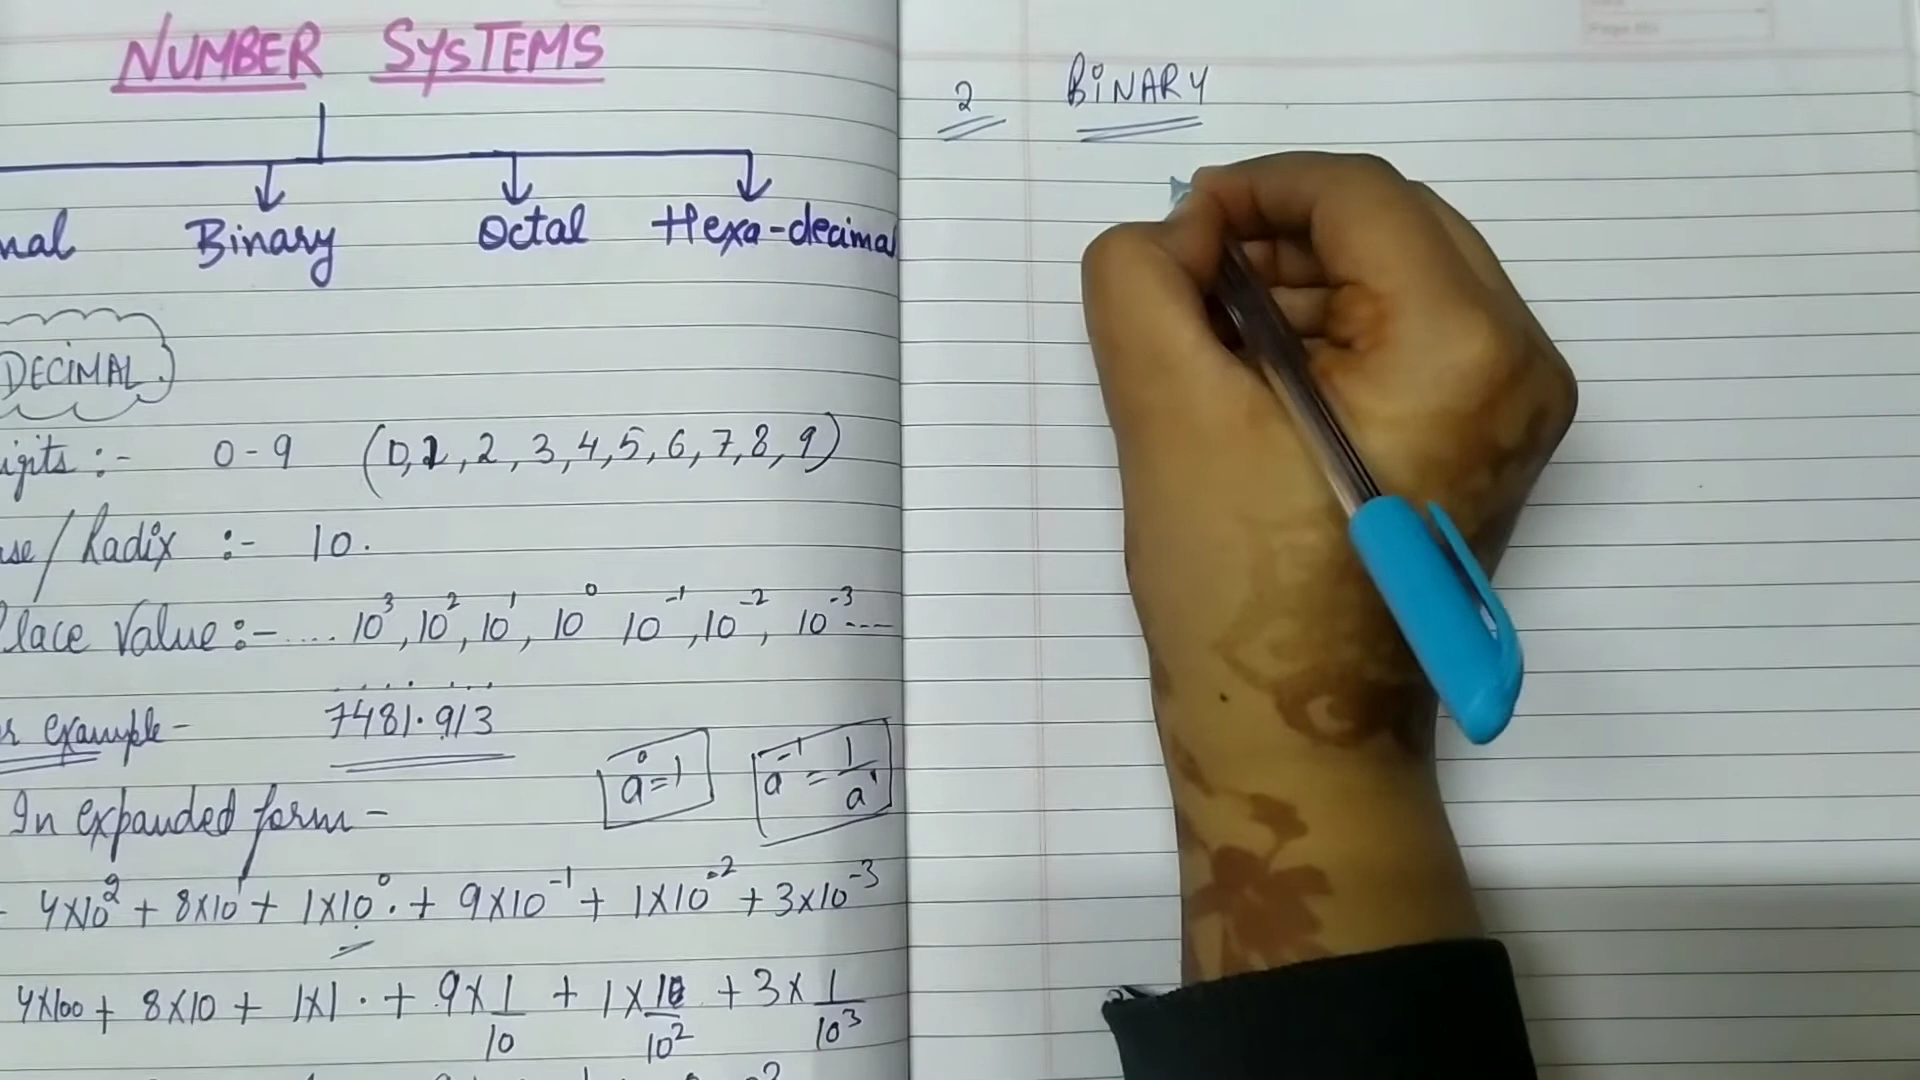 NUMBER SYSTEMS
nal Binary Octal Hexa-decimal
DECIMAL
igits :- 0-9 (0,1,2,3,4,5,6,7,8,9)
use/Radix :- 10.
lace Value:- .... 10³, 10², 10¹, 10⁰ 10⁻¹, 10⁻², 10⁻³ ---
r example- 7481.913
a⁰=1 a⁻¹=1/a¹
In expanded form-
4×10² + 8×10¹ + 1×10⁰. + 9×10⁻¹ + 1×10⁻² + 3×10⁻³
4×100 + 8×10 + 1×1. + 9×1/10 + 1×10/10² + 3×1/10³
2 BINARY